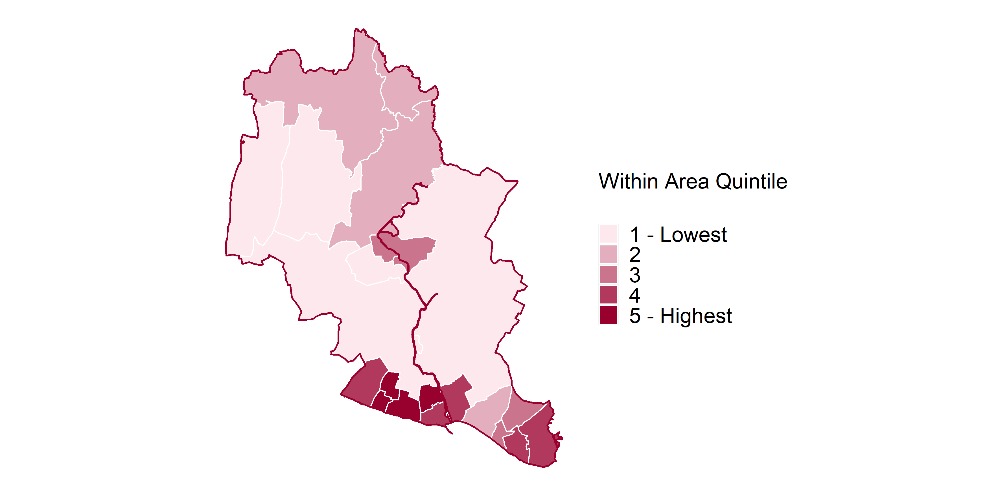 Within Area Quintile
1 - Lowest
2
3
4
5 - Highest